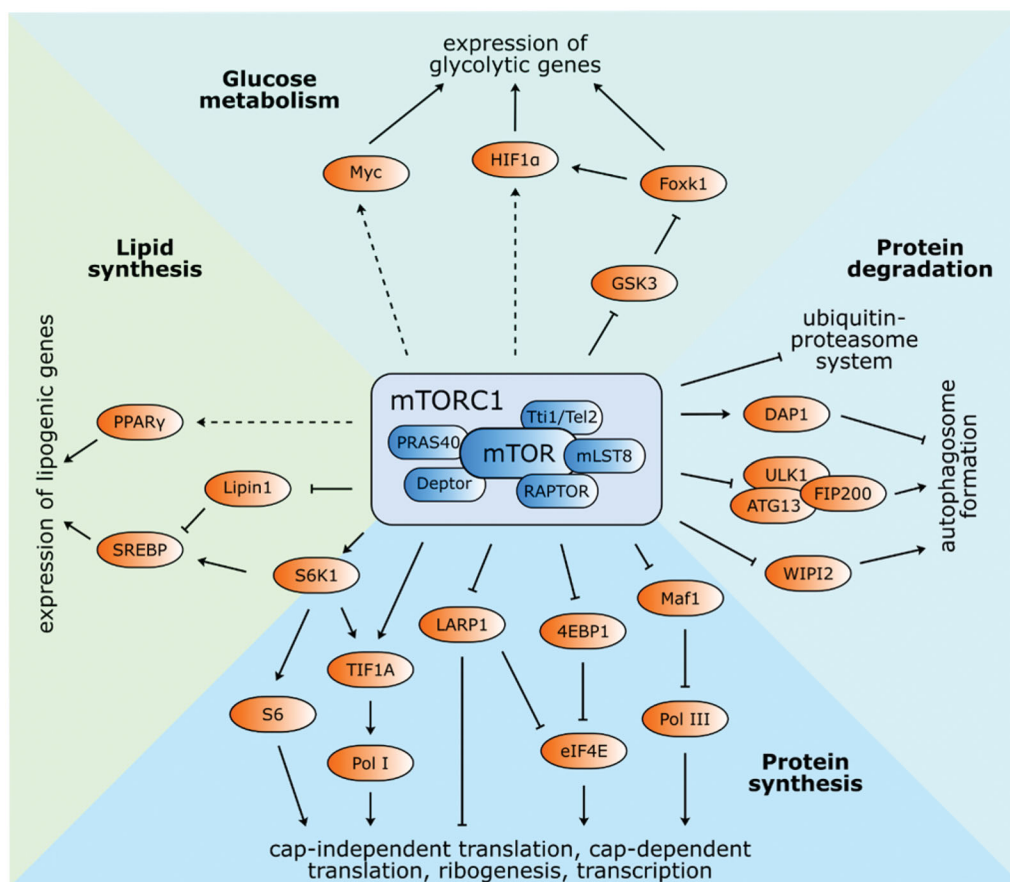 expression of
glycolytic genes
Glucose
metabolism
Myc
HIF1α
Foxk1
GSK3
Lipid
synthesis
Protein
degradation
ubiquitin-
proteasome
system
expression of lipogenic genes
PPARγ
Lipin1
SREBP
mTORC1
Tti1/Tel2
PRAS40
mTOR
mLST8
Deptor
RAPTOR
DAP1
ULK1
FIP200
ATG13
WIPI2
autophagosome
formation
S6K1
LARP1
4EBP1
Maf1
TIF1A
S6
Pol I
eIF4E
Pol III
Protein
synthesis
cap-independent translation, cap-dependent
translation, ribogenesis, transcription